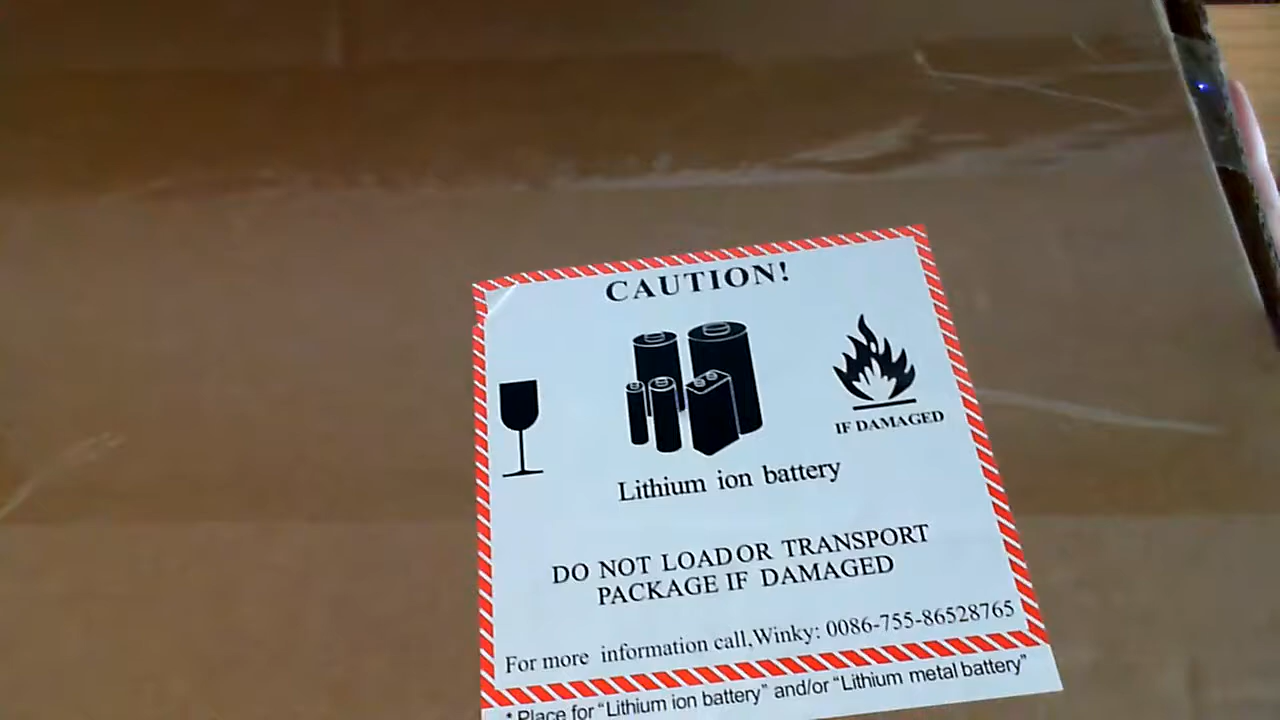 CAUTION!
IF DAMAGED
Lithium ion battery
DO NOT LOADOR TRANSPORT
PACKAGE IF DAMAGED
For more information call,Winky: 0086-755-86528765
* Place for “Lithium ion battery” and/or “Lithium metal battery”